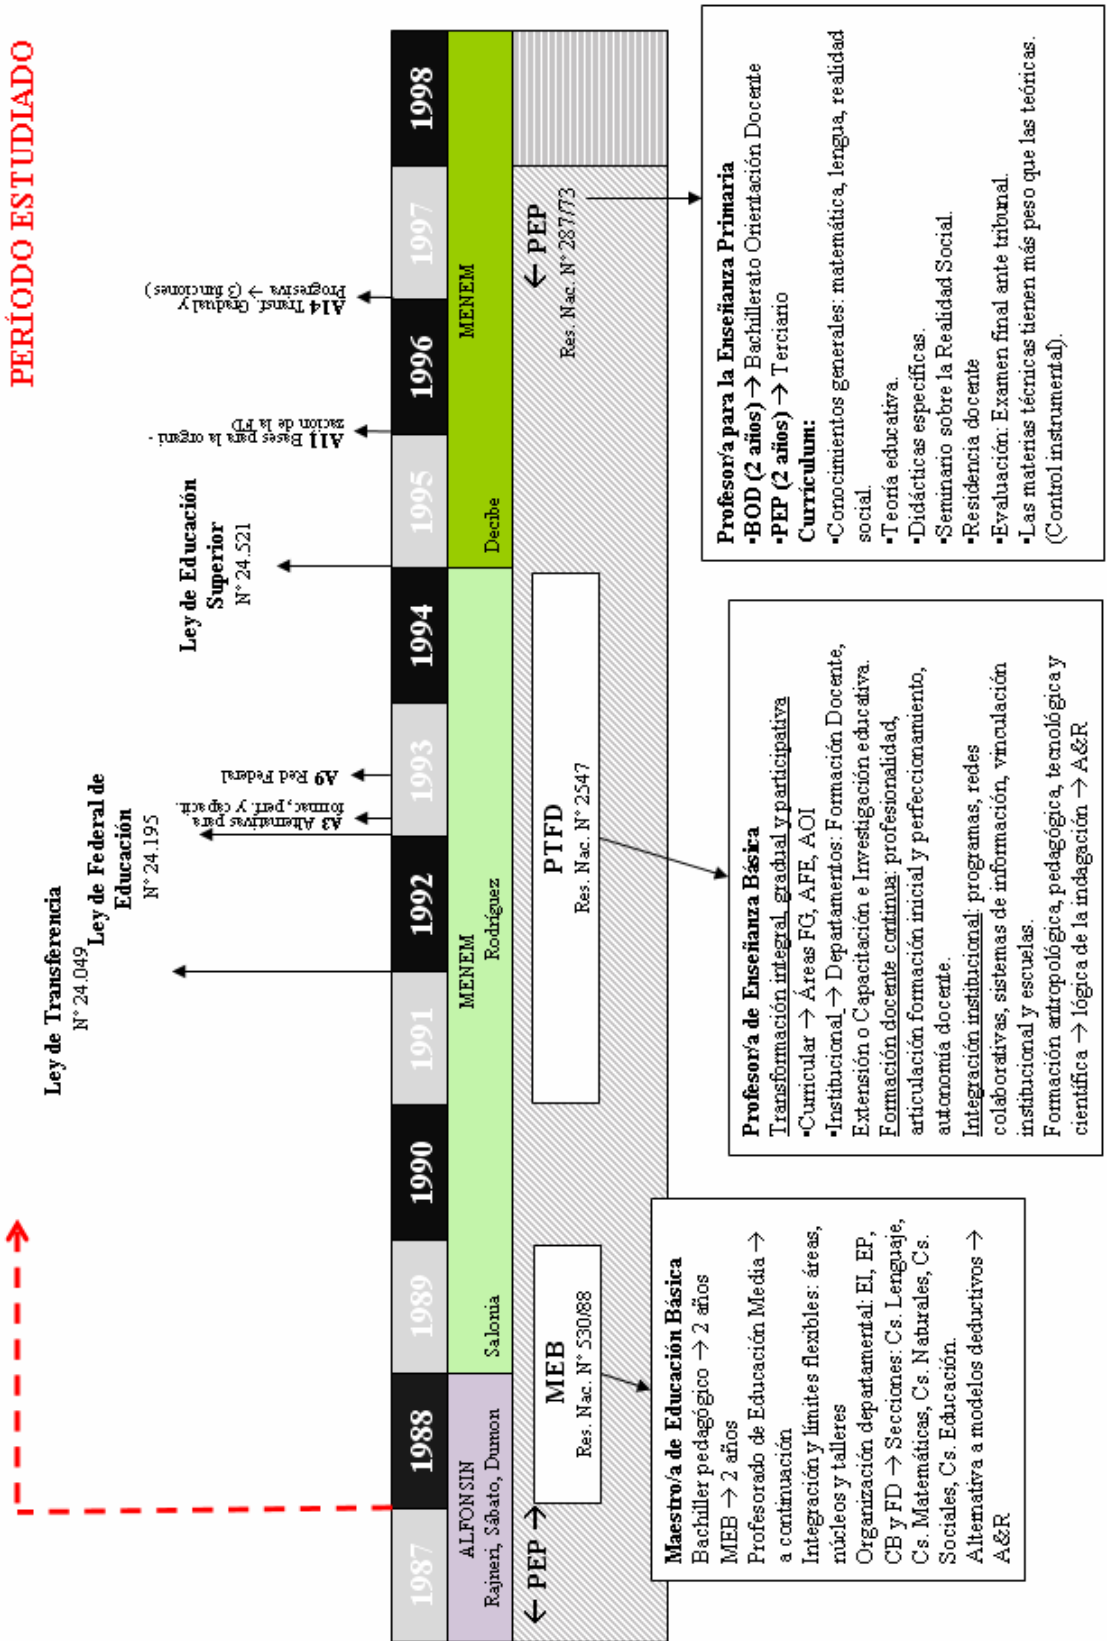 PERÍODO ESTUDIADO
Ley de Transferencia
N° 24.049
Ley de Federal de
Educación
N° 24.195
Ley de Educación
Superior
N° 24.521
A3 Alternativas para
formac, perf. y capacit.
A9 Red Federal
A11 Bases para la organi-
zación de la FD
A14 Transf. Gradual y
Progresiva → (3 funciones)
1987
1988
1989
1990
1991
1992
1993
1994
1995
1996
1997
1998
ALFONSIN
Rajneri, Sábato, Dumon
MENEM
Salonia
Rodríguez
MENEM
Decibe
← PEP →
MEB
Res. Nac. N° 530/88
PTFD
Res. Nac. N° 2547
← PEP
Res. Nac. N° 287/73
Maestro/a de Educación Básica
Bachiller pedagógico → 2 años
MEB → 2 años
Profesorado de Educación Media →
a continuación
Integración y límites flexibles: áreas,
núcleos y talleres
Organización departamental: EI, EP,
CB y FD → Secciones: Cs. Lenguaje,
Cs. Matemáticas, Cs. Naturales, Cs.
Sociales, Cs. Educación.
Alternativa a modelos deductivos →
A&R
Profesor/a de Enseñanza Básica
Transformación integral, gradual y participativa
▪Curricular → Áreas FG, AFE, AOI
▪Institucional → Departamentos: Formación Docente,
Extensión o Capacitación e Investigación educativa.
Formación docente continua: profesionalidad,
articulación formación inicial y perfeccionamiento,
autonomía docente.
Integración institucional: programas, redes
colaborativas, sistemas de información, vinculación
institucional y escuelas.
Formación antropológica, pedagógica, tecnológica y
científica → lógica de la indagación → A&R
Profesor/a para la Enseñanza Primaria
▪BOD (2 años) → Bachillerato Orientación Docente
▪PEP (2 años) → Terciario
Currículum:
▪Conocimientos generales: matemática, lengua, realidad
social.
▪Teoría educativa.
▪Didácticas específicas.
▪Seminario sobre la Realidad Social.
▪Residencia docente
▪Evaluación: Examen final ante tribunal.
▪Las materias técnicas tienen más peso que las teóricas.
(Control instrumental).